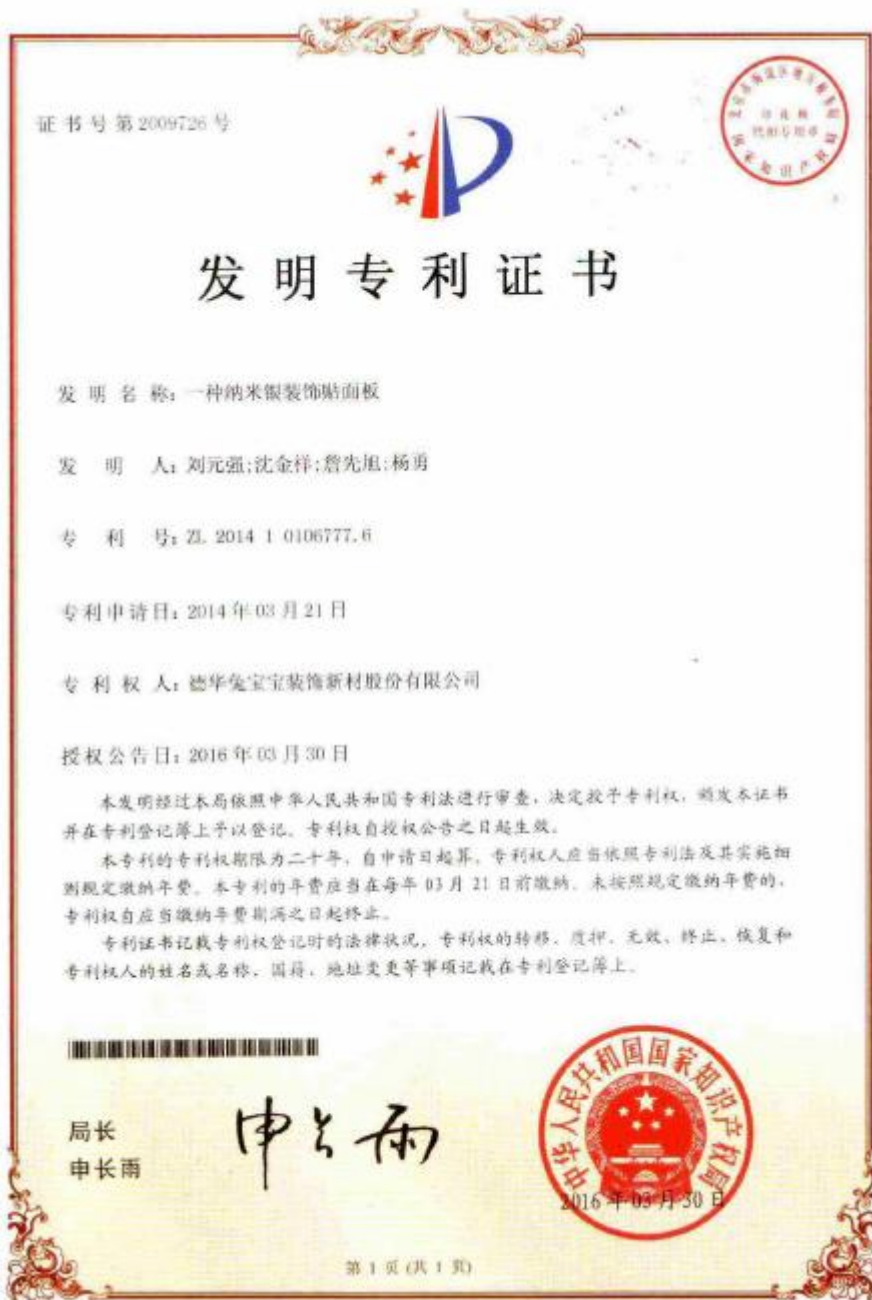 证书号第2009726号
发明专利证书
发明名称：一种纳米银装饰贴面板
发明人：刘元强;沈金祥;詹先旭;杨勇
专利号：ZL 2014 1 0106777.6
专利申请日：2014年03月21日
专利权人：德华兔宝宝装饰新材股份有限公司
授权公告日：2016年03月30日
本发明经过本局依照中华人民共和国专利法进行审查，决定授予专利权，颁发本证书
并在专利登记簿上予以登记。专利权自授权公告之日起生效。
本专利的专利权期限为二十年，自申请日起算。专利权人应当依照专利法及其实施细
则规定缴纳年费。本专利的年费应当在每年03月21日前缴纳。未按照规定缴纳年费的，
专利权自应当缴纳年费期满之日起终止。
专利证书记载专利权登记时的法律状况。专利权的转移、质押、无效、终止、恢复和
专利权人的姓名或名称、国籍、地址变更等事项记载在专利登记簿上。
局长
申长雨
申长雨
中华人民共和国国家知识产权局
2016年03月30日
第1页(共1页)